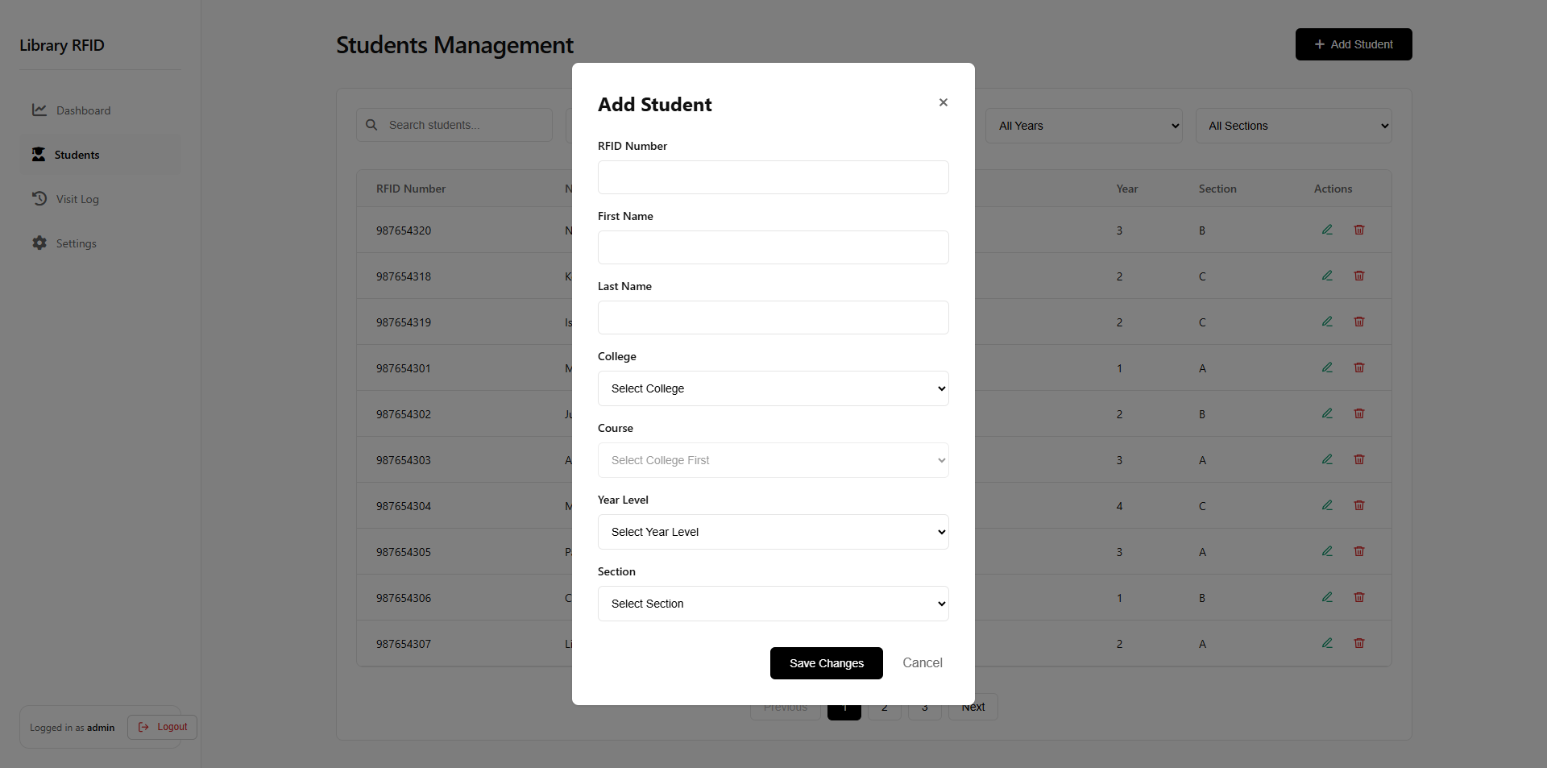 Library RFID
Dashboard
Students
Visit Log
Settings
Logged in as admin
Logout
Students Management
+ Add Student
Search students...
All Years
All Sections
RFID Number
Year
Section
Actions
987654320
3
B
987654318
2
C
987654319
2
C
987654301
1
A
987654302
2
B
987654303
3
A
987654304
4
C
987654305
3
A
987654306
1
B
987654307
2
A
Previous
1
2
3
Next
Add Student
×
RFID Number
First Name
Last Name
College
Select College
Course
Select College First
Year Level
Select Year Level
Section
Select Section
Save Changes
Cancel